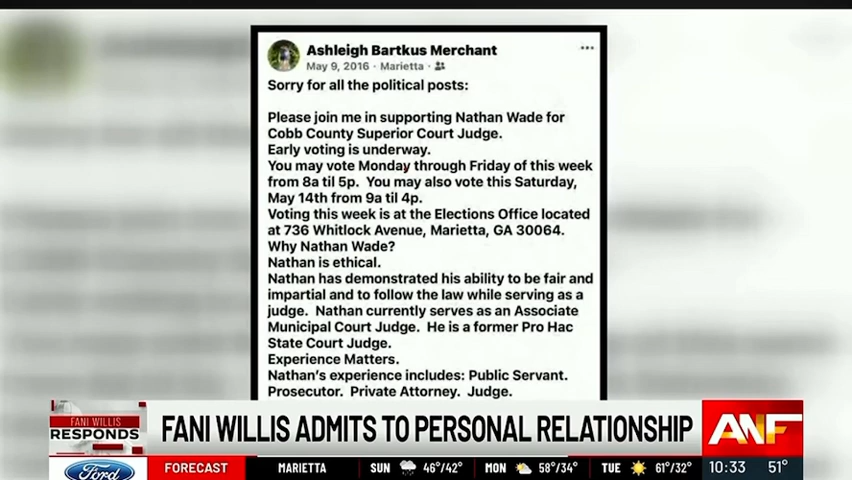 Ashleigh Bartkus Merchant
May 9, 2016 · Marietta ·
Sorry for all the political posts:
Please join me in supporting Nathan Wade for
Cobb County Superior Court Judge.
Early voting is underway.
You may vote Monday through Friday of this week
from 8a til 5p.  You may also vote this Saturday,
May 14th from 9a til 4p.
Voting this week is at the Elections Office located
at 736 Whitlock Avenue, Marietta, GA 30064.
Why Nathan Wade?
Nathan is ethical.
Nathan has demonstrated his ability to be fair and
impartial and to follow the law while serving as a
judge.  Nathan currently serves as an Associate
Municipal Court Judge.  He is a former Pro Hac
State Court Judge.
Experience Matters.
Nathan's experience includes: Public Servant.
Prosecutor.  Private Attorney.  Judge.
FANI WILLIS
RESPONDS
FANI WILLIS ADMITS TO PERSONAL RELATIONSHIP
ANF
Ford
FORECAST
MARIETTA
SUN 46°/42°
MON 58°/34°
TUE 61°/32°
10:33 51°